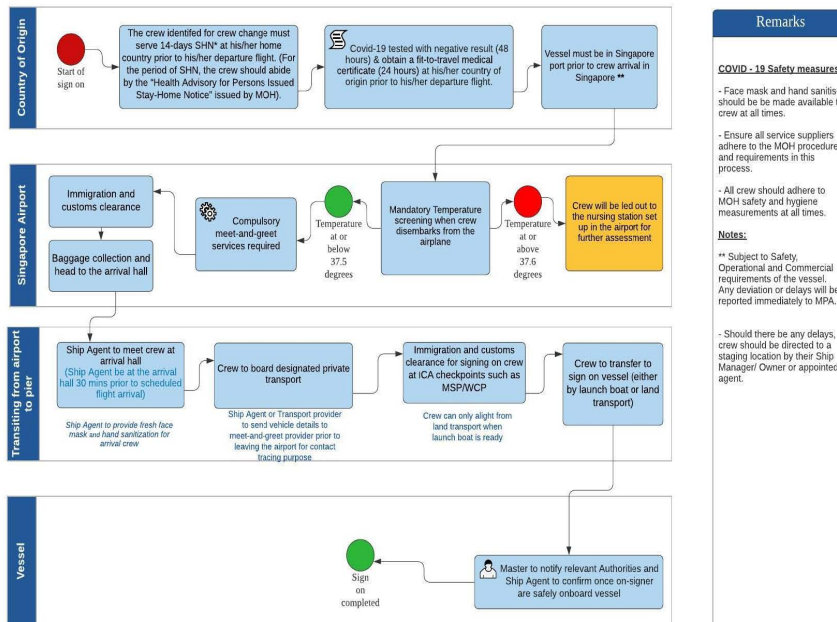 Country of Origin
Start of
sign on
The crew identifed for crew change must
serve 14-days SHN* at his/her home
country prior to his/her departure flight. (For
the period of SHN, the crew should abide
by the "Health Advisory for Persons Issued
Stay-Home Notice" issued by MOH).
Covid-19 tested with negative result (48
hours) & obtain a fit-to-travel medical
certificate (24 hours) at his/her country of
origin prior to his/her departure flight.
Vessel must be in Singapore
port prior to crew arrival in
Singapore **
Singapore Airport
Immigration and
customs clearance
Baggage collection and
head to the arrival hall
Compulsory
meet-and-greet
services required
Temperature
at or
below
37.5
degrees
Mandatory Temperature
screening when crew
disembarks from the
airplane
Temperature
at or
above
37.6
degrees
Crew will be led out to
the nursing station set
up in the airport for
further assessment
Transiting from airport
to pier
Ship Agent to meet crew at
arrival hall
(Ship Agent be at the arrival
hall 30 mins prior to scheduled
flight arrival)
Ship Agent to provide fresh face
mask and hand sanitization for
arrival crew
Crew to board designated private
transport
Ship Agent or Transport provider
to send vehicle details to
meet-and-greet provider prior to
leaving the airport for contact
tracing purpose
Immigration and customs
clearance for signing on crew
at ICA checkpoints such as
MSP/WCP
Crew can only alight from
land transport when
launch boat is ready
Crew to transfer to
sign on vessel (either
by launch boat or land
transport)
Vessel
Sign
on
completed
Master to notify relevant Authorities and
Ship Agent to confirm once on-signer
are safely onboard vessel
Remarks
COVID - 19 Safety measures
- Face mask and hand
should be be made available
crew at all times.
- Ensure all service suppliers
adhere to the MOH procedure
and requirements in this
process.
- All crew should adhere to
MOH safety and hygiene
measurements at all times.
Notes:
** Subject to Safety,
Operational and Commercial
requirements of the vessel.
Any deviation or delays will be
reported immediately to MPA.
- Should there be any delays,
crew should be directed to a
staging location by their Ship
Manager/ Owner or appointed
agent.